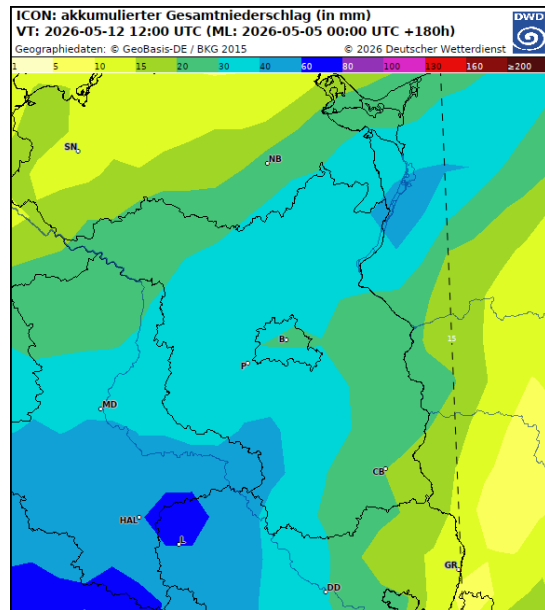 ICON: akkumulierter Gesamtniederschlag (in mm)
VT: 2026-05-12 12:00 UTC (ML: 2026-05-05 00:00 UTC +180h)
Geographiedaten: © GeoBasis-DE / BKG 2015 © 2026 Deutscher Wetterdienst
DWD
1 5 10 15 20 30 40 60 80 100 130 160 ≥200
SN
NB
B
15
P
MD
CB
HAL
L
GR
DD